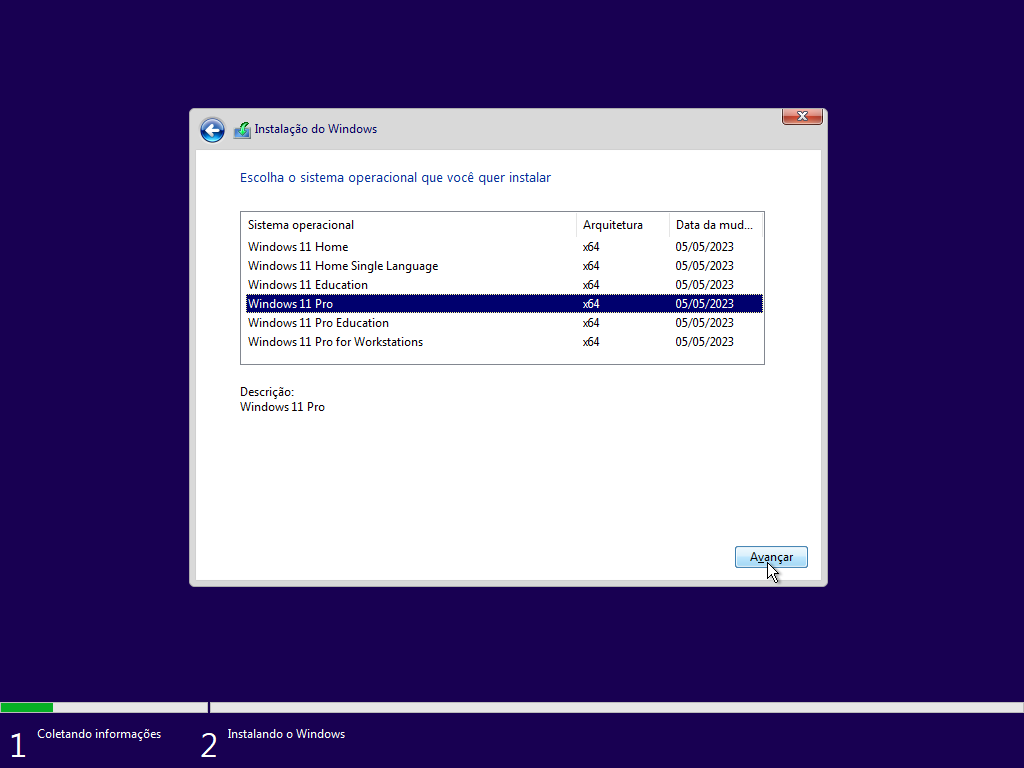 Instalação do Windows
Escolha o sistema operacional que você quer instalar
Sistema operacional Arquitetura Data da mud...
Windows 11 Home x64 05/05/2023
Windows 11 Home Single Language x64 05/05/2023
Windows 11 Education x64 05/05/2023
Windows 11 Pro x64 05/05/2023
Windows 11 Pro Education x64 05/05/2023
Windows 11 Pro for Workstations x64 05/05/2023
Descrição:
Windows 11 Pro
Avançar
1 Coletando informações 2 Instalando o Windows